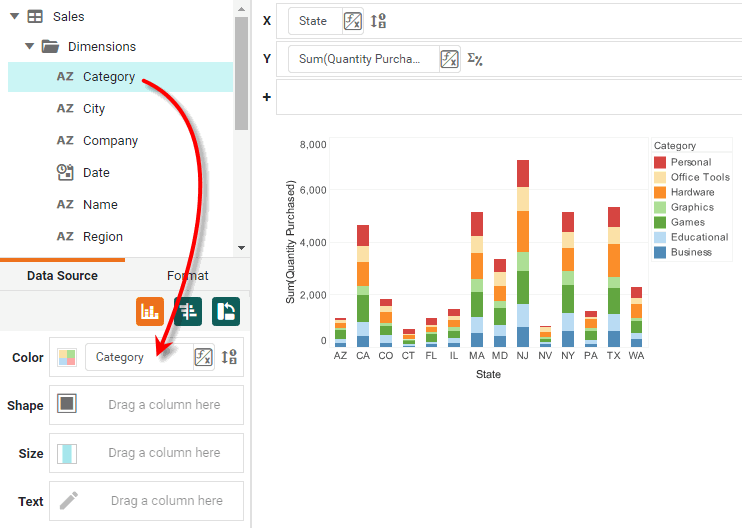 Sales
Dimensions
AZ Category
AZ City
AZ Company
Date
AZ Name
AZ Region
Data Source Format
Color Category f/x
Shape Drag a column here
Size Drag a column here
Text Drag a column here
X State f/x
Y Sum(Quantity Purcha... f/x Σ%
+
8,000
6,000
4,000
2,000
0
Sum(Quantity Purchased)
AZ CA CO CT FL IL MA MD NJ NV NY PA TX WA
State
Category
Personal
Office Tools
Hardware
Graphics
Games
Educational
Business